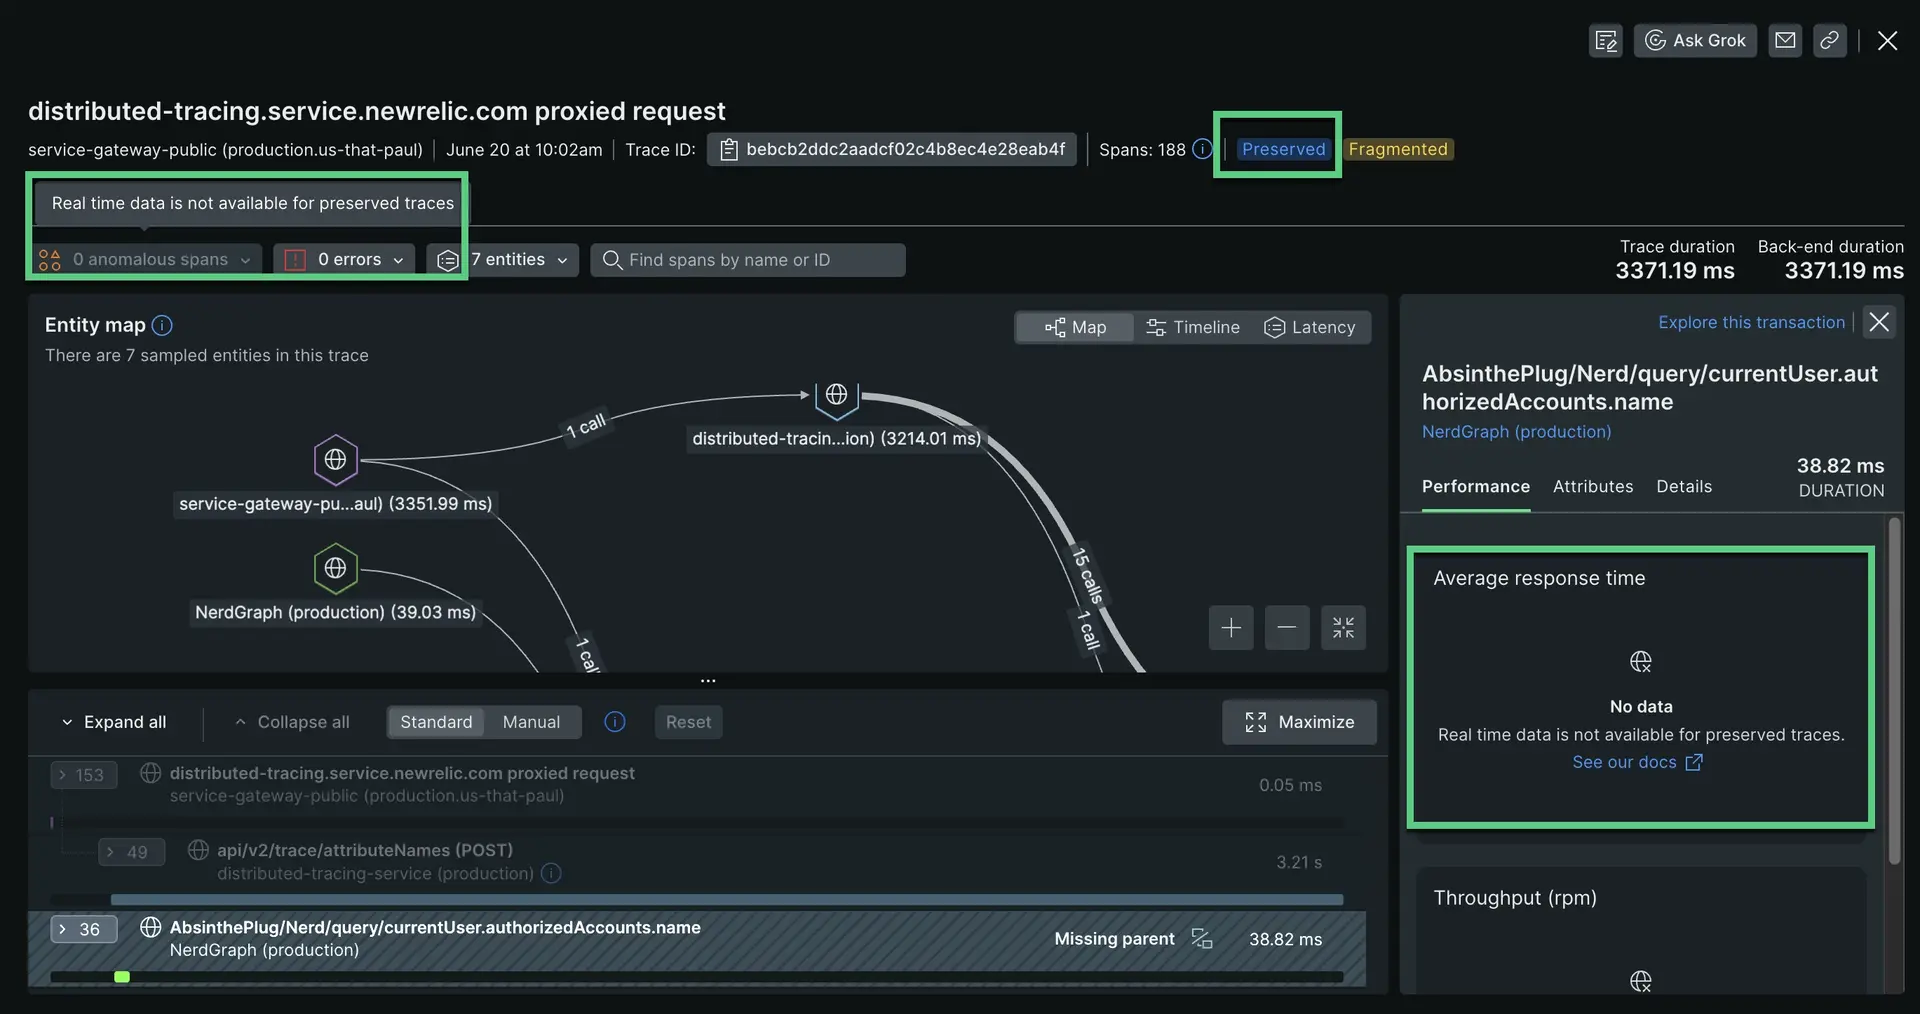 Ask Grok
distributed-tracing.service.newrelic.com proxied request
service-gateway-public (production.us-that-paul)
June 20 at 10:02am
Trace ID:
bebcb2ddc2aadcf02c4b8ec4e28eab4f
Spans: 188
Preserved
Fragmented
Real time data is not available for preserved traces
0 anomalous spans
0 errors
7 entities
Find spans by name or ID
Trace duration
3371.19 ms
Back-end duration
3371.19 ms
Entity map
There are 7 sampled entities in this trace
Map
Timeline
Latency
1 call
distributed-tracin...ion) (3214.01 ms)
service-gateway-pu...aul) (3351.99 ms)
NerdGraph (production) (39.03 ms)
15 calls
1 call
1 call
Explore this transaction
AbsinthePlug/Nerd/query/currentUser.aut
horizedAccounts.name
NerdGraph (production)
38.82 ms
DURATION
Performance
Attributes
Details
Average response time
No data
Real time data is not available for preserved traces.
See our docs
Throughput (rpm)
Expand all
Collapse all
Standard
Manual
Reset
Maximize
153
distributed-tracing.service.newrelic.com proxied request
service-gateway-public (production.us-that-paul)
0.05 ms
49
api/v2/trace/attributeNames (POST)
distributed-tracing-service (production)
3.21 s
36
AbsinthePlug/Nerd/query/currentUser.authorizedAccounts.name
NerdGraph (production)
Missing parent
38.82 ms